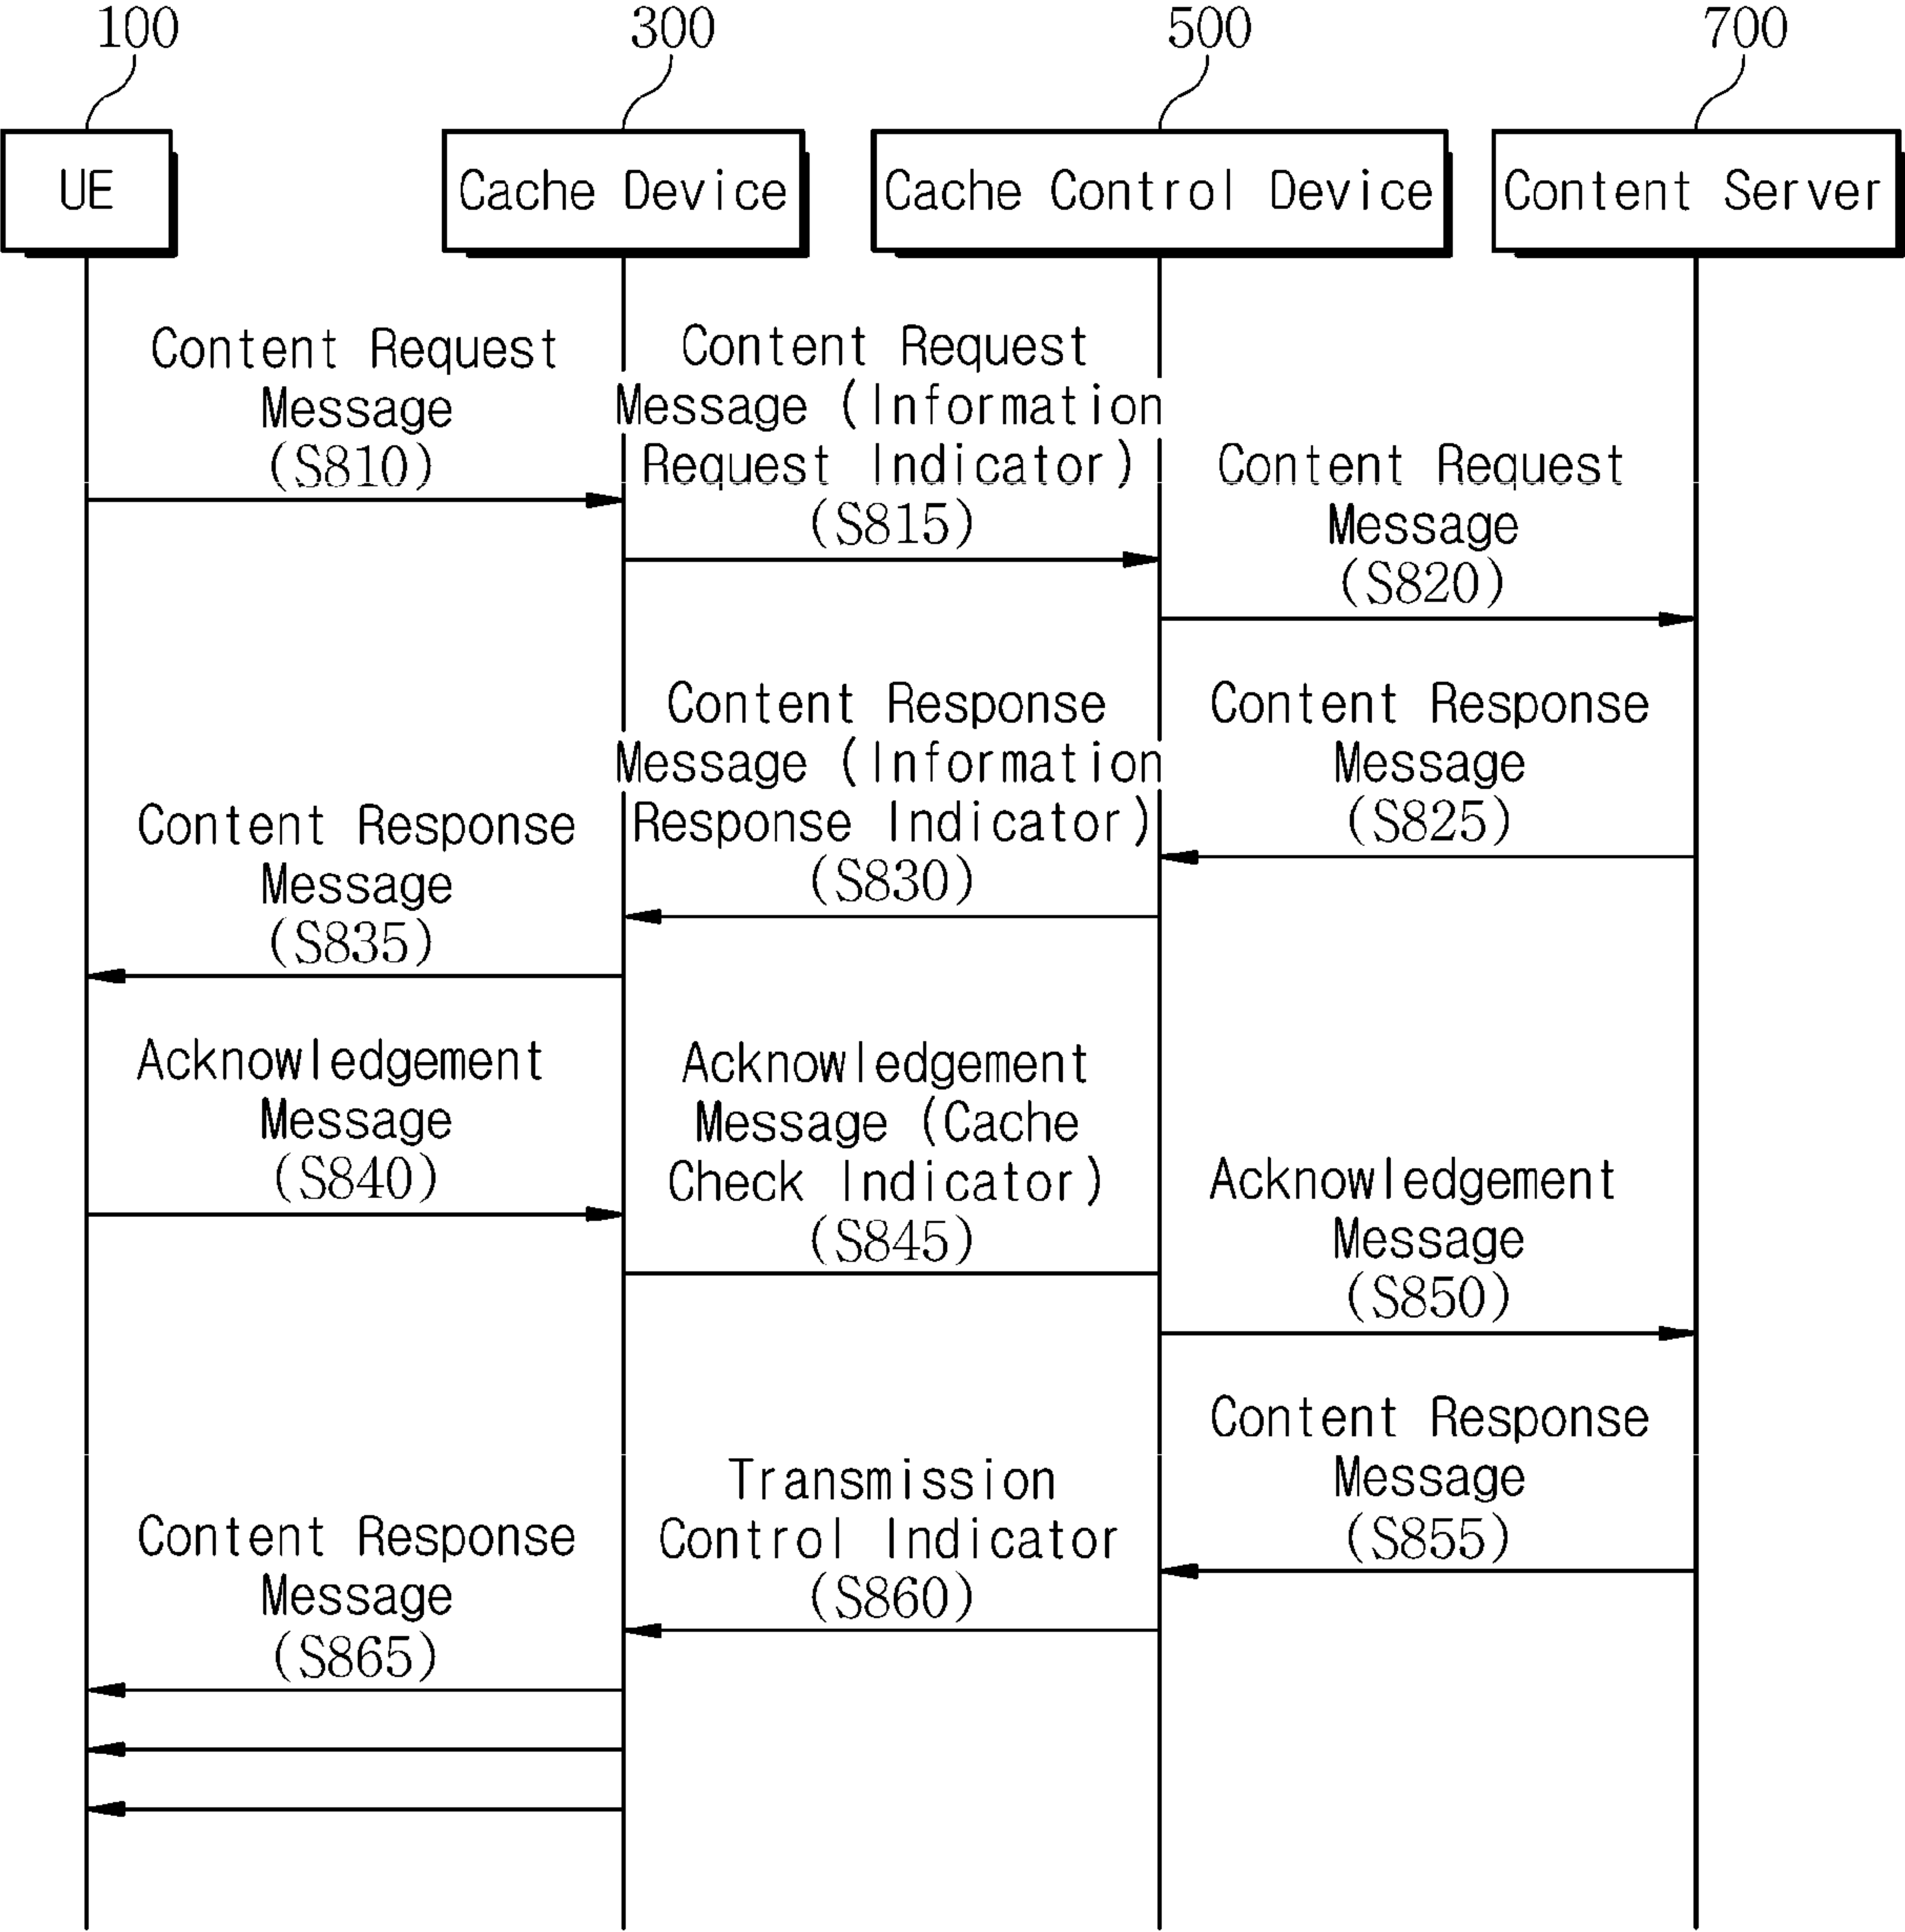 100
300
500
700
UE
Cache Device
Cache Control Device
Content Server
Content Request
Message
(S810)
Content Request
Message (Information
Request Indicator)
(S815)
Content Request
Message
(S820)
Content Response
Message
(S825)
Content Response
Message (Information
Response Indicator)
(S830)
Content Response
Message
(S835)
Acknowledgement
Message
(S840)
Acknowledgement
Message (Cache
Check Indicator)
(S845)
Acknowledgement
Message
(S850)
Content Response
Message
(S855)
Transmission
Control Indicator
(S860)
Content Response
Message
(S865)